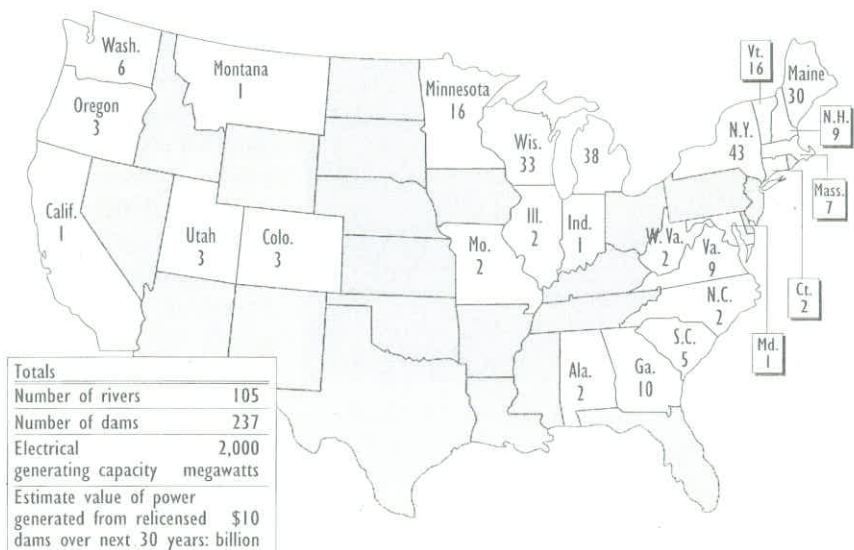 Wash.
6
Montana
1
Oregon
3
Minnesota
16
Vt.
16
Maine
30
N.H.
9
Wis.
33
38
N.Y.
43
Mass.
7
Calif.
1
Utah
3
Colo.
3
Mo.
2
Ill.
2
Ind.
1
W. Va.
2
Va.
9
Ct.
2
N.C.
2
Md.
1
S.C.
5
Ala.
2
Ga.
10
Totals
Number of rivers 105
Number of dams 237
Electrical 2,000
generating capacity megawatts
Estimate value of power
generated from relicensed $10
dams over next 30 years: billion